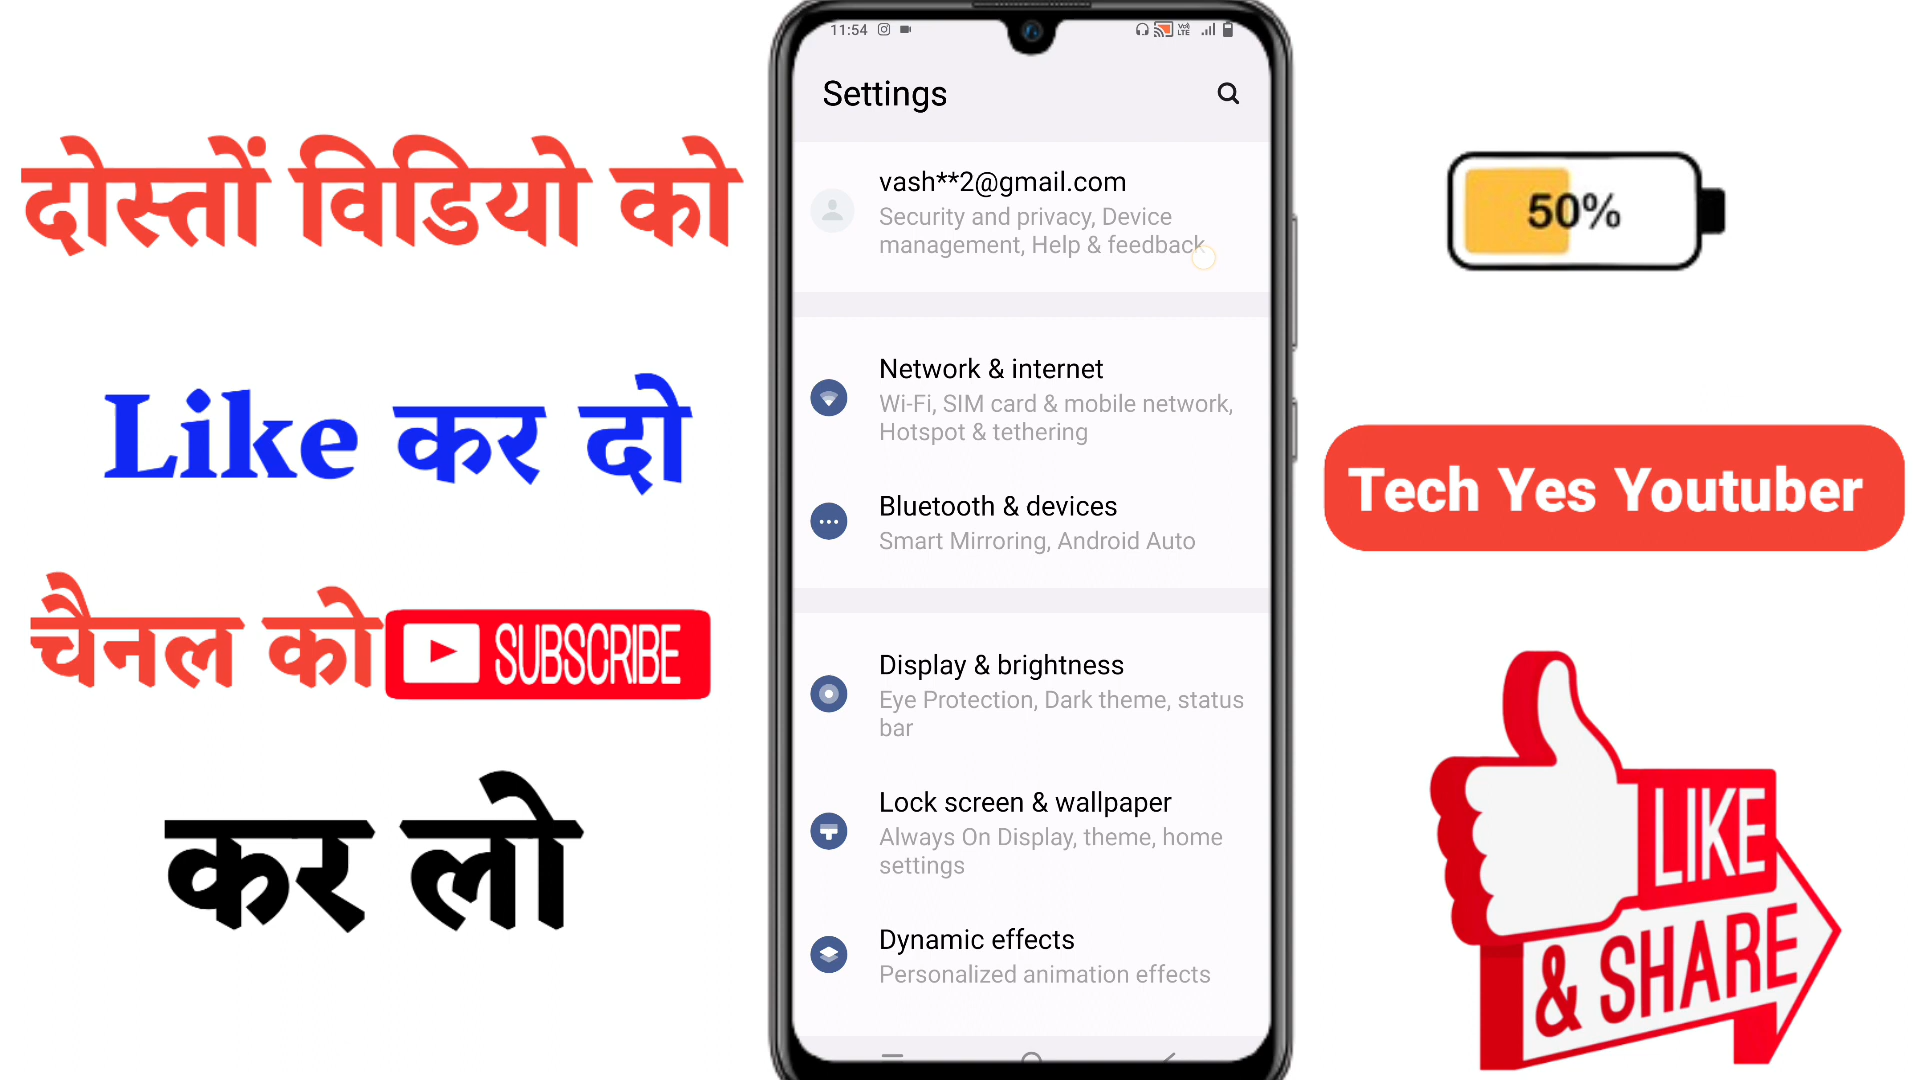 दोस्तों विडियो को
Like कर दो
चैनल को SUBSCRIBE
कर लो
11:54
Vo)
LTE
Settings
vash**2@gmail.com
Security and privacy, Device
management, Help & feedback
Network & internet
Wi-Fi, SIM card & mobile network,
Hotspot & tethering
Bluetooth & devices
Smart Mirroring, Android Auto
Display & brightness
Eye Protection, Dark theme, status
bar
Lock screen & wallpaper
Always On Display, theme, home
settings
Dynamic effects
Personalized animation effects
50%
Tech Yes Youtuber
LIKE
& SHARE